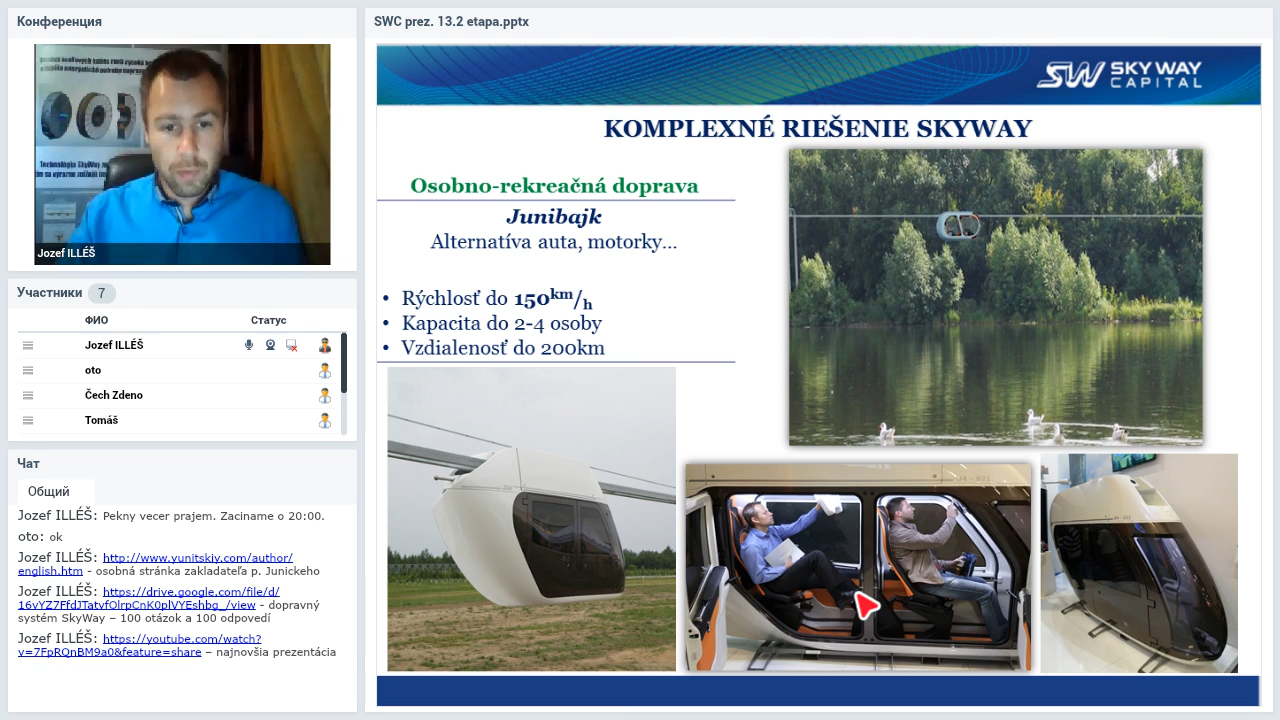 Конференция
Jozef ILLÉŠ
Участники 7
ФИО Статус
Jozef ILLÉŠ
oto
Čech Zdeno
Tomáš
Чат
Общий
Jozef ILLÉŠ: Pekny vecer prajem. Zaciname o 20:00.
oto: ok
Jozef ILLÉŠ: http://www.yunitskiy.com/author/
english.htm - osobná stránka zakladateľa p. Junickeho
Jozef ILLÉŠ: https://drive.google.com/file/d/
16vYZ7FfdJTatvfOlrpCnK0plVYEshbg_/view - dopravný
systém SkyWay – 100 otázok a 100 odpovedí
Jozef ILLÉŠ: https://youtube.com/watch?
v=7FpRQnBM9a0&feature=share – najnovšia prezentácia
SWC prez. 13.2 etapa.pptx
SW SKY WAY
CAPITAL
KOMPLEXNÉ RIEŠENIE SKYWAY
Osobno-rekreačná doprava
Junibajk
Alternatíva auta, motorky...
• Rýchlosť do 150km/h
• Kapacita do 2-4 osoby
• Vzdialenosť do 200km